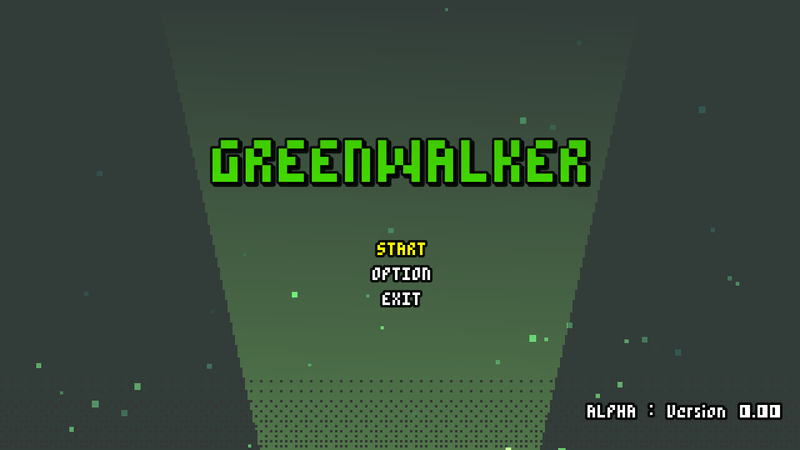 GREENWALKER
START
OPTION
EXIT
ALPHA : Version 0.00